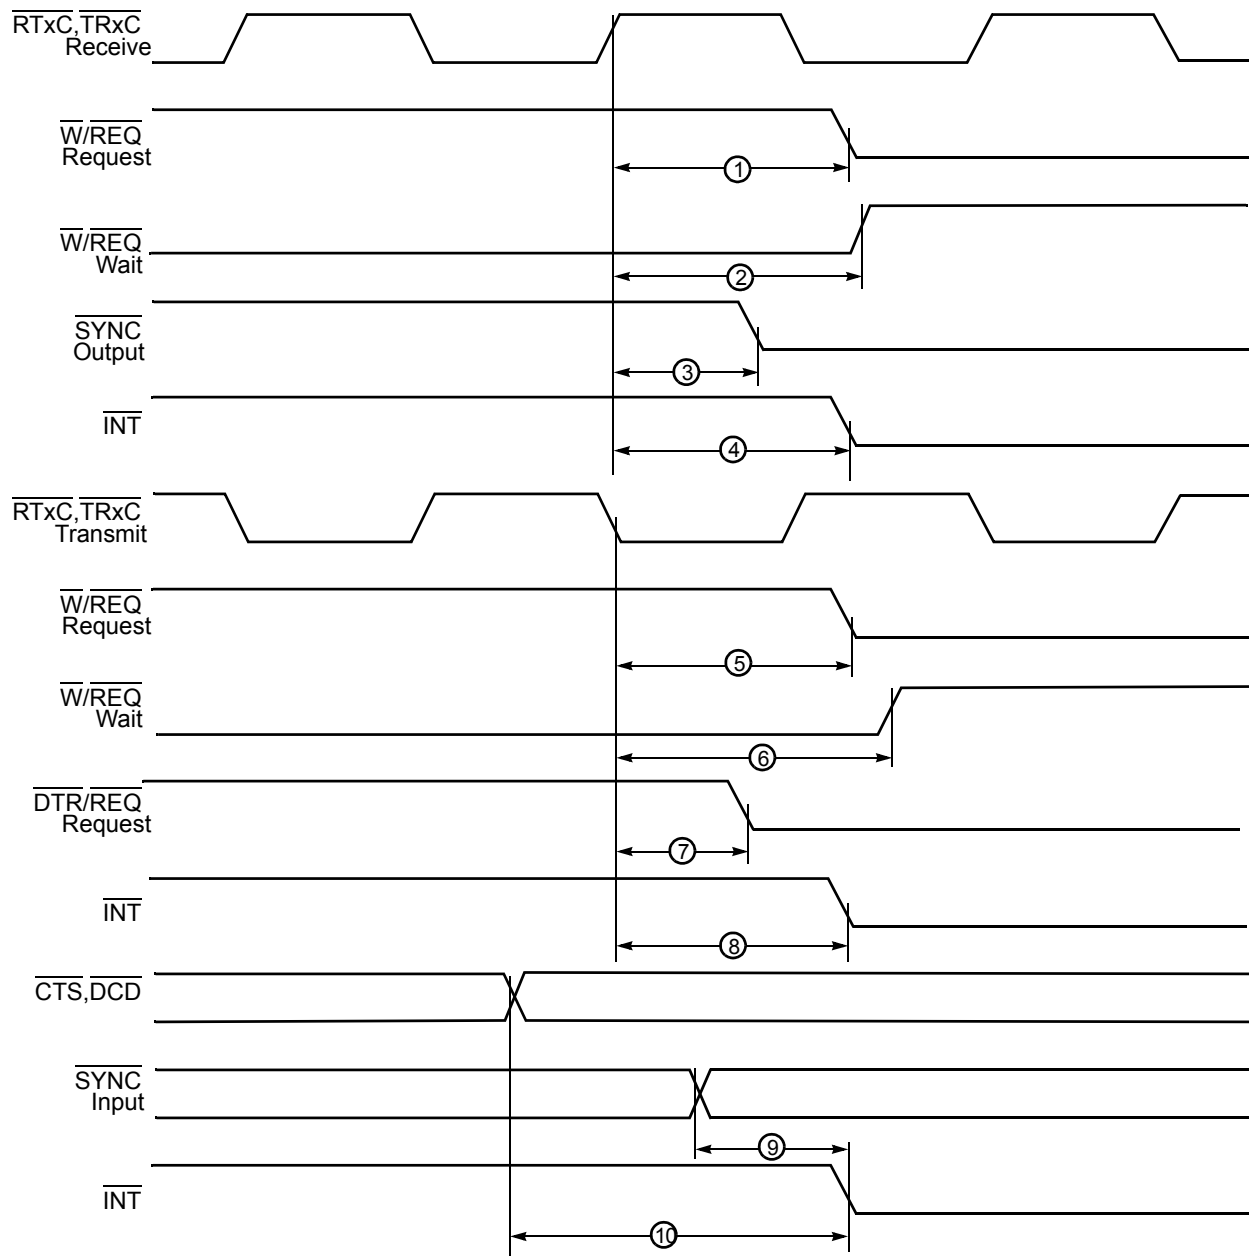 RTxC,TRxC
Receive
W/REQ
Request
1
W/REQ
Wait
2
SYNC
Output
3
INT
4
RTxC,TRxC
Transmit
W/REQ
Request
5
W/REQ
Wait
6
DTR/REQ
Request
7
INT
8
CTS,DCD
SYNC
Input
9
INT
10